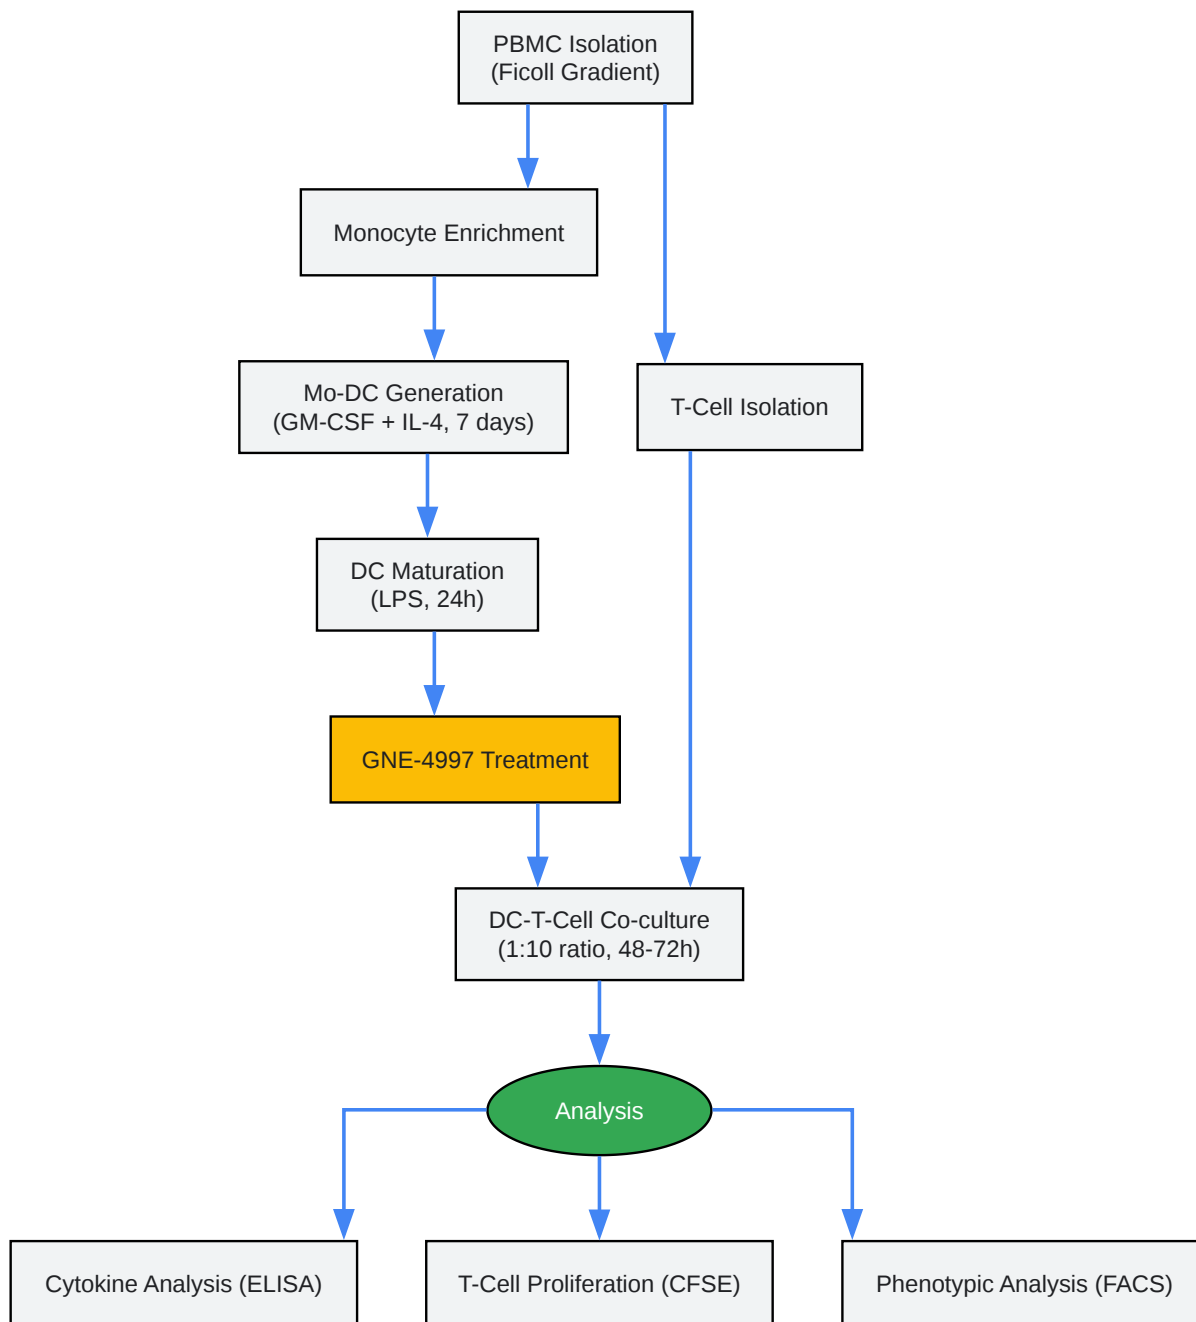 PBMC Isolation
(Ficoll Gradient)
Monocyte Enrichment
Mo-DC Generation
(GM-CSF + IL-4, 7 days)
T-Cell Isolation
DC Maturation
(LPS, 24h)
GNE-4997 Treatment
DC-T-Cell Co-culture
(1:10 ratio, 48-72h)
Analysis
Cytokine Analysis (ELISA)
T-Cell Proliferation (CFSE)
Phenotypic Analysis (FACS)